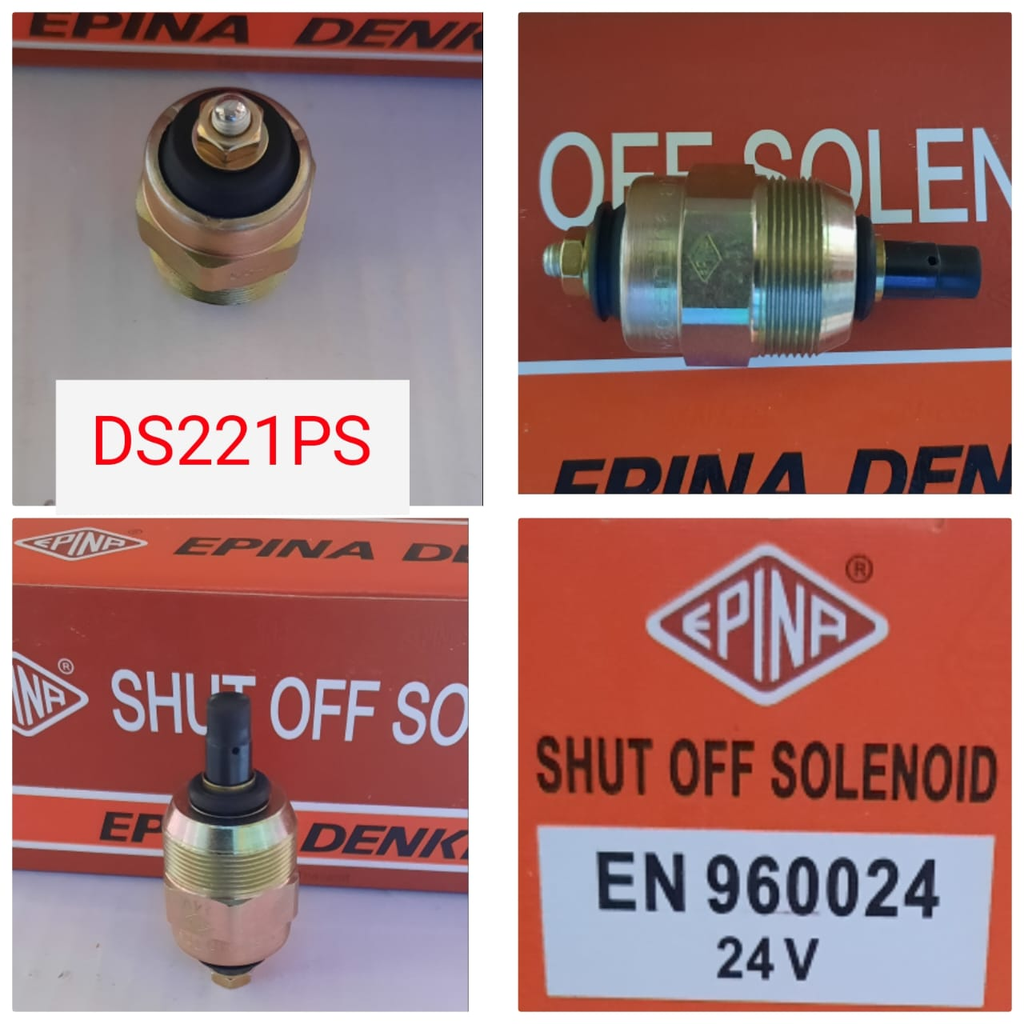 EPINA DENK
DS221PS
OFF SOLEN
EPINA DEN
EPINA
EPINA DE
INA ®
SHUT OFF SO
EP DENK
EPINA ®
SHUT OFF SOLENOID
EN 960024
24 V